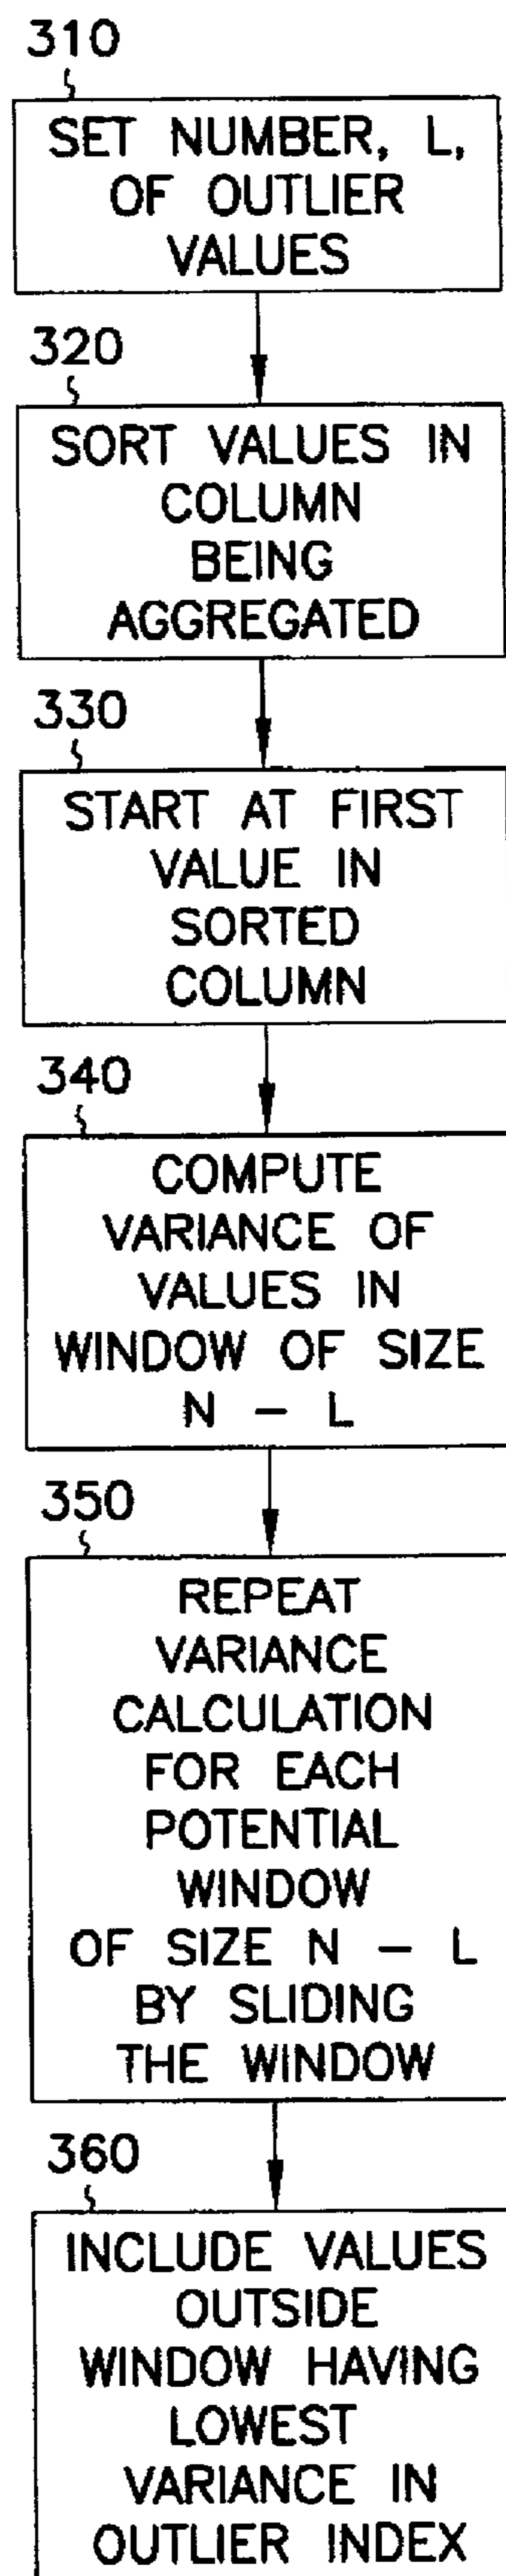 310
SET NUMBER, L,
OF OUTLIER
VALUES
320
SORT VALUES IN
COLUMN
BEING
AGGREGATED
330
START AT FIRST
VALUE IN
SORTED
COLUMN
340
COMPUTE
VARIANCE OF
VALUES IN
WINDOW OF SIZE
N - L
350
REPEAT
VARIANCE
CALCULATION
FOR EACH
POTENTIAL
WINDOW
OF SIZE N - L
BY SLIDING
THE WINDOW
360
INCLUDE VALUES
OUTSIDE
WINDOW HAVING
LOWEST
VARIANCE IN
OUTLIER INDEX